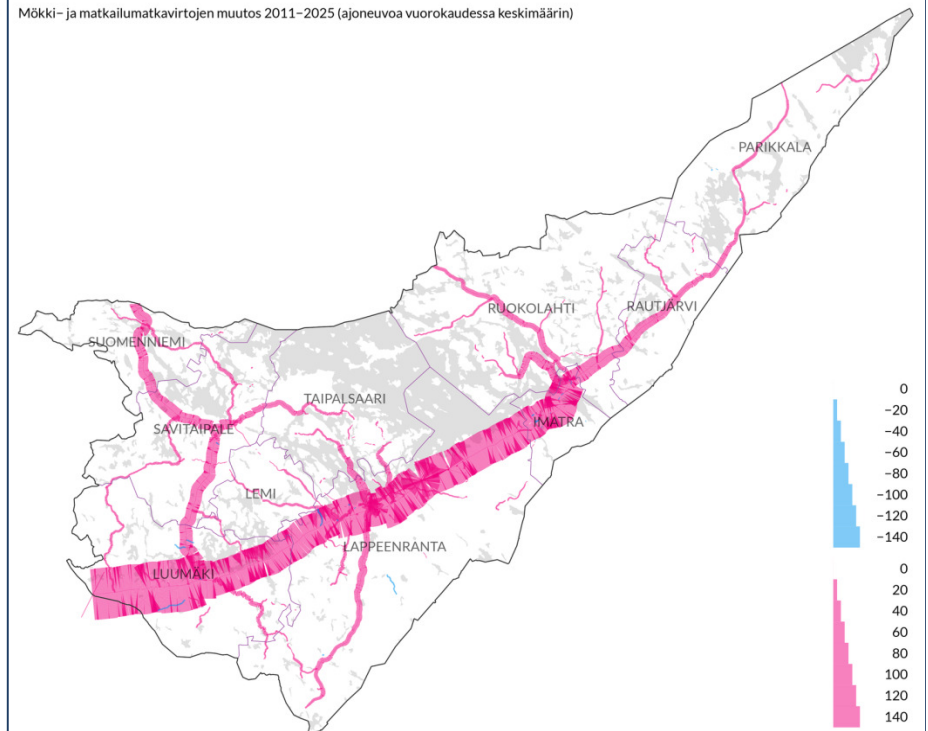 Mökki– ja matkailumatkavirtojen muutos 2011–2025 (ajoneuvoa vuorokaudessa keskimäärin)
PARIKKALA
RUOKOLAHTI
RAUTJÄRVI
SUOMENNIEMI
TAIPALSAARI
SAVITAIPALE
IMATRA
LEMI
LAPPEENRANTA
LUUMÄKI
0
−20
−40
−60
−80
−100
−120
−140
0
20
40
60
80
100
120
140